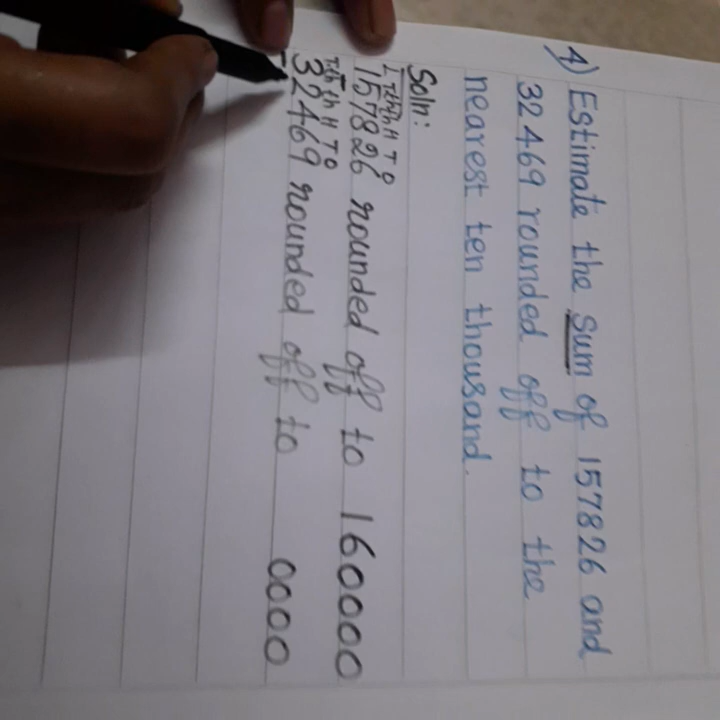 1) Estimate the sum of 157826 and
32469 rounded off to the
nearest ten thousand.
Soln:
L Tth Th H T O
157826 rounded off to 160000
Tth Th H T O
32469 rounded off to 0000